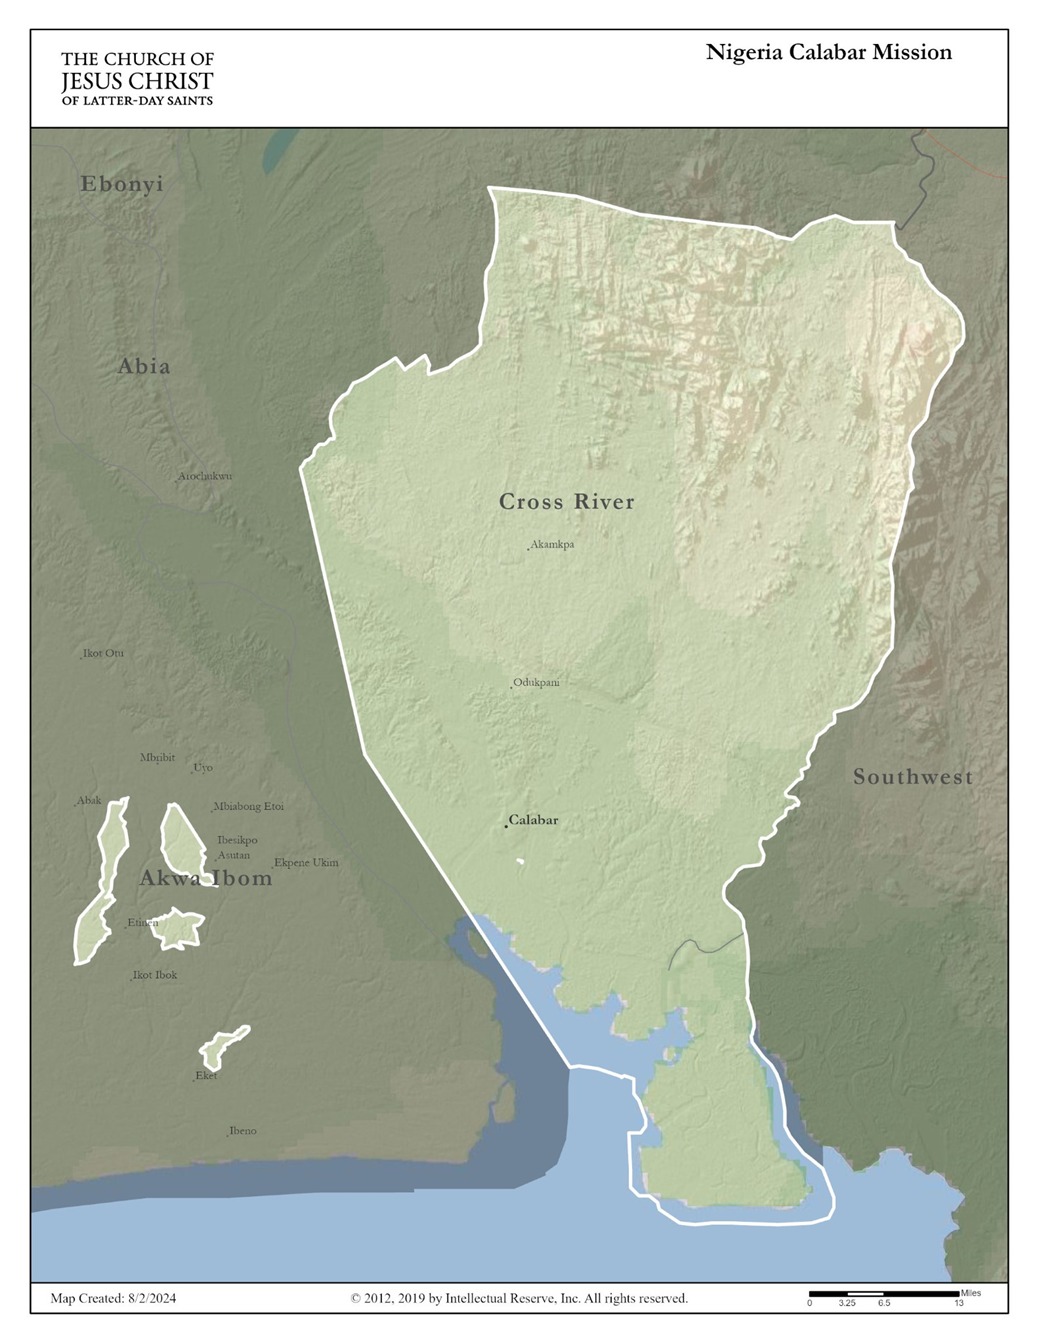 THE CHURCH OF
JESUS CHRIST
OF LATTER-DAY SAINTS
Nigeria Calabar Mission
Ebonyi
Abia
Arochukwu
Cross River
Akamkpa
Ikot Otu
Odukpani
Mbribit
Uyo
Southwest
Abak
Mbiabong Etoi
Calabar
Ibesikpo
Asutan
Ekpene Ukim
Akwa Ibom
Etinen
Ikot Ibok
Eket
Ibeno
Map Created: 8/2/2024
© 2012, 2019 by Intellectual Reserve, Inc. All rights reserved.
Miles
0 3.25 6.5 13